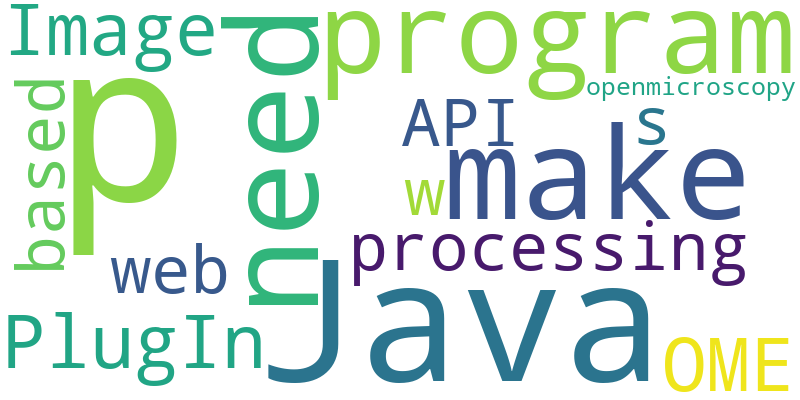 Image
need
program
based
p
openmicroscopy
API
s
make
w
processing
web
Java
PlugIn
OME